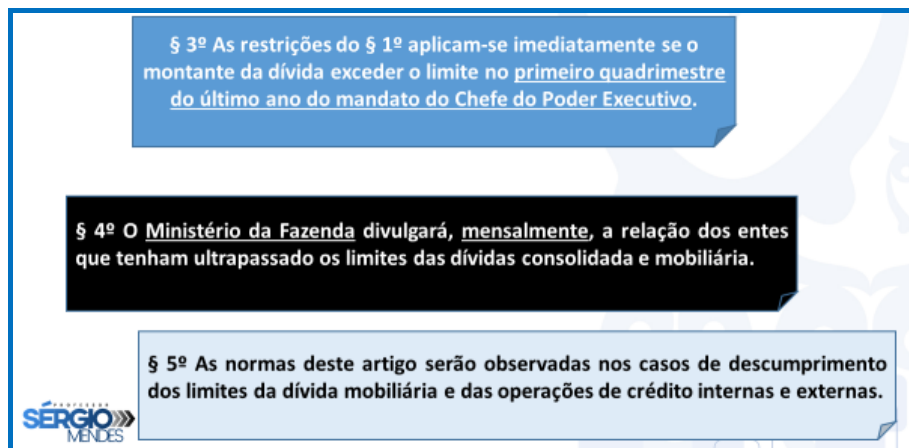 § 3º As restrições do § 1º aplicam-se imediatamente se o
montante da dívida exceder o limite no primeiro quadrimestre
do último ano do mandato do Chefe do Poder Executivo.
§ 4º O Ministério da Fazenda divulgará, mensalmente, a relação dos entes
que tenham ultrapassado os limites das dívidas consolidada e mobiliária.
§ 5º As normas deste artigo serão observadas nos casos de descumprimento
dos limites da dívida mobiliária e das operações de crédito internas e externas.
PROFESSOR
SÉRGIO
MENDES